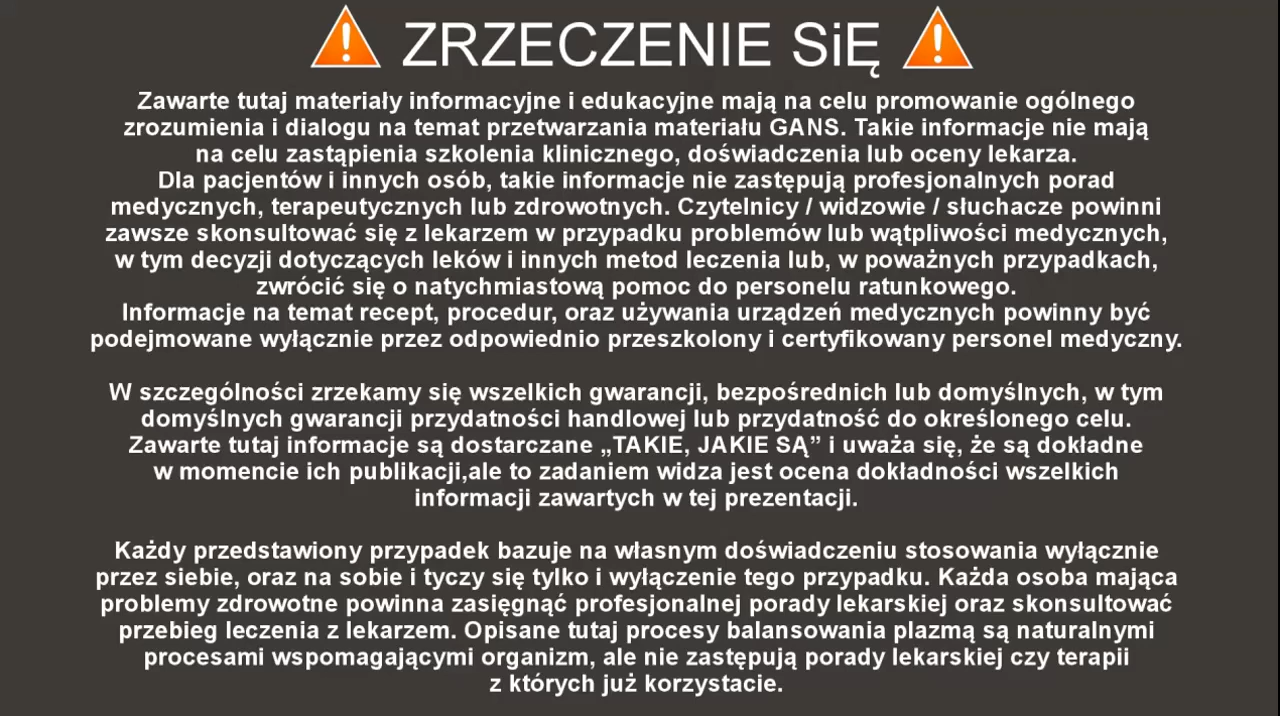 ZRZECZENIE SiĘ
Zawarte tutaj materiały informacyjne i edukacyjne mają na celu promowanie ogólnego
zrozumienia i dialogu na temat przetwarzania materiału GANS. Takie informacje nie mają
na celu zastąpienia szkolenia klinicznego, doświadczenia lub oceny lekarza.
Dla pacjentów i innych osób, takie informacje nie zastępują profesjonalnych porad
medycznych, terapeutycznych lub zdrowotnych. Czytelnicy / widzowie / słuchacze powinni
zawsze skonsultować się z lekarzem w przypadku problemów lub wątpliwości medycznych,
w tym decyzji dotyczących leków i innych metod leczenia lub, w poważnych przypadkach,
zwrócić się o natychmiastową pomoc do personelu ratunkowego.
Informacje na temat recept, procedur, oraz używania urządzeń medycznych powinny być
podejmowane wyłącznie przez odpowiednio przeszkolony i certyfikowany personel medyczny.
W szczególności zrzekamy się wszelkich gwarancji, bezpośrednich lub domyślnych, w tym
domyślnych gwarancji przydatności handlowej lub przydatność do określonego celu.
Zawarte tutaj informacje są dostarczane „TAKIE, JAKIE SĄ” i uważa się, że są dokładne
w momencie ich publikacji,ale to zadaniem widza jest ocena dokładności wszelkich
informacji zawartych w tej prezentacji.
Każdy przedstawiony przypadek bazuje na własnym doświadczeniu stosowania wyłącznie
przez siebie, oraz na sobie i tyczy się tylko i wyłączenie tego przypadku. Każda osoba mająca
problemy zdrowotne powinna zasięgnąć profesjonalnej porady lekarskiej oraz skonsultować
przebieg leczenia z lekarzem. Opisane tutaj procesy balansowania plazmą są naturalnymi
procesami wspomagającymi organizm, ale nie zastępują porady lekarskiej czy terapii
z których już korzystacie.